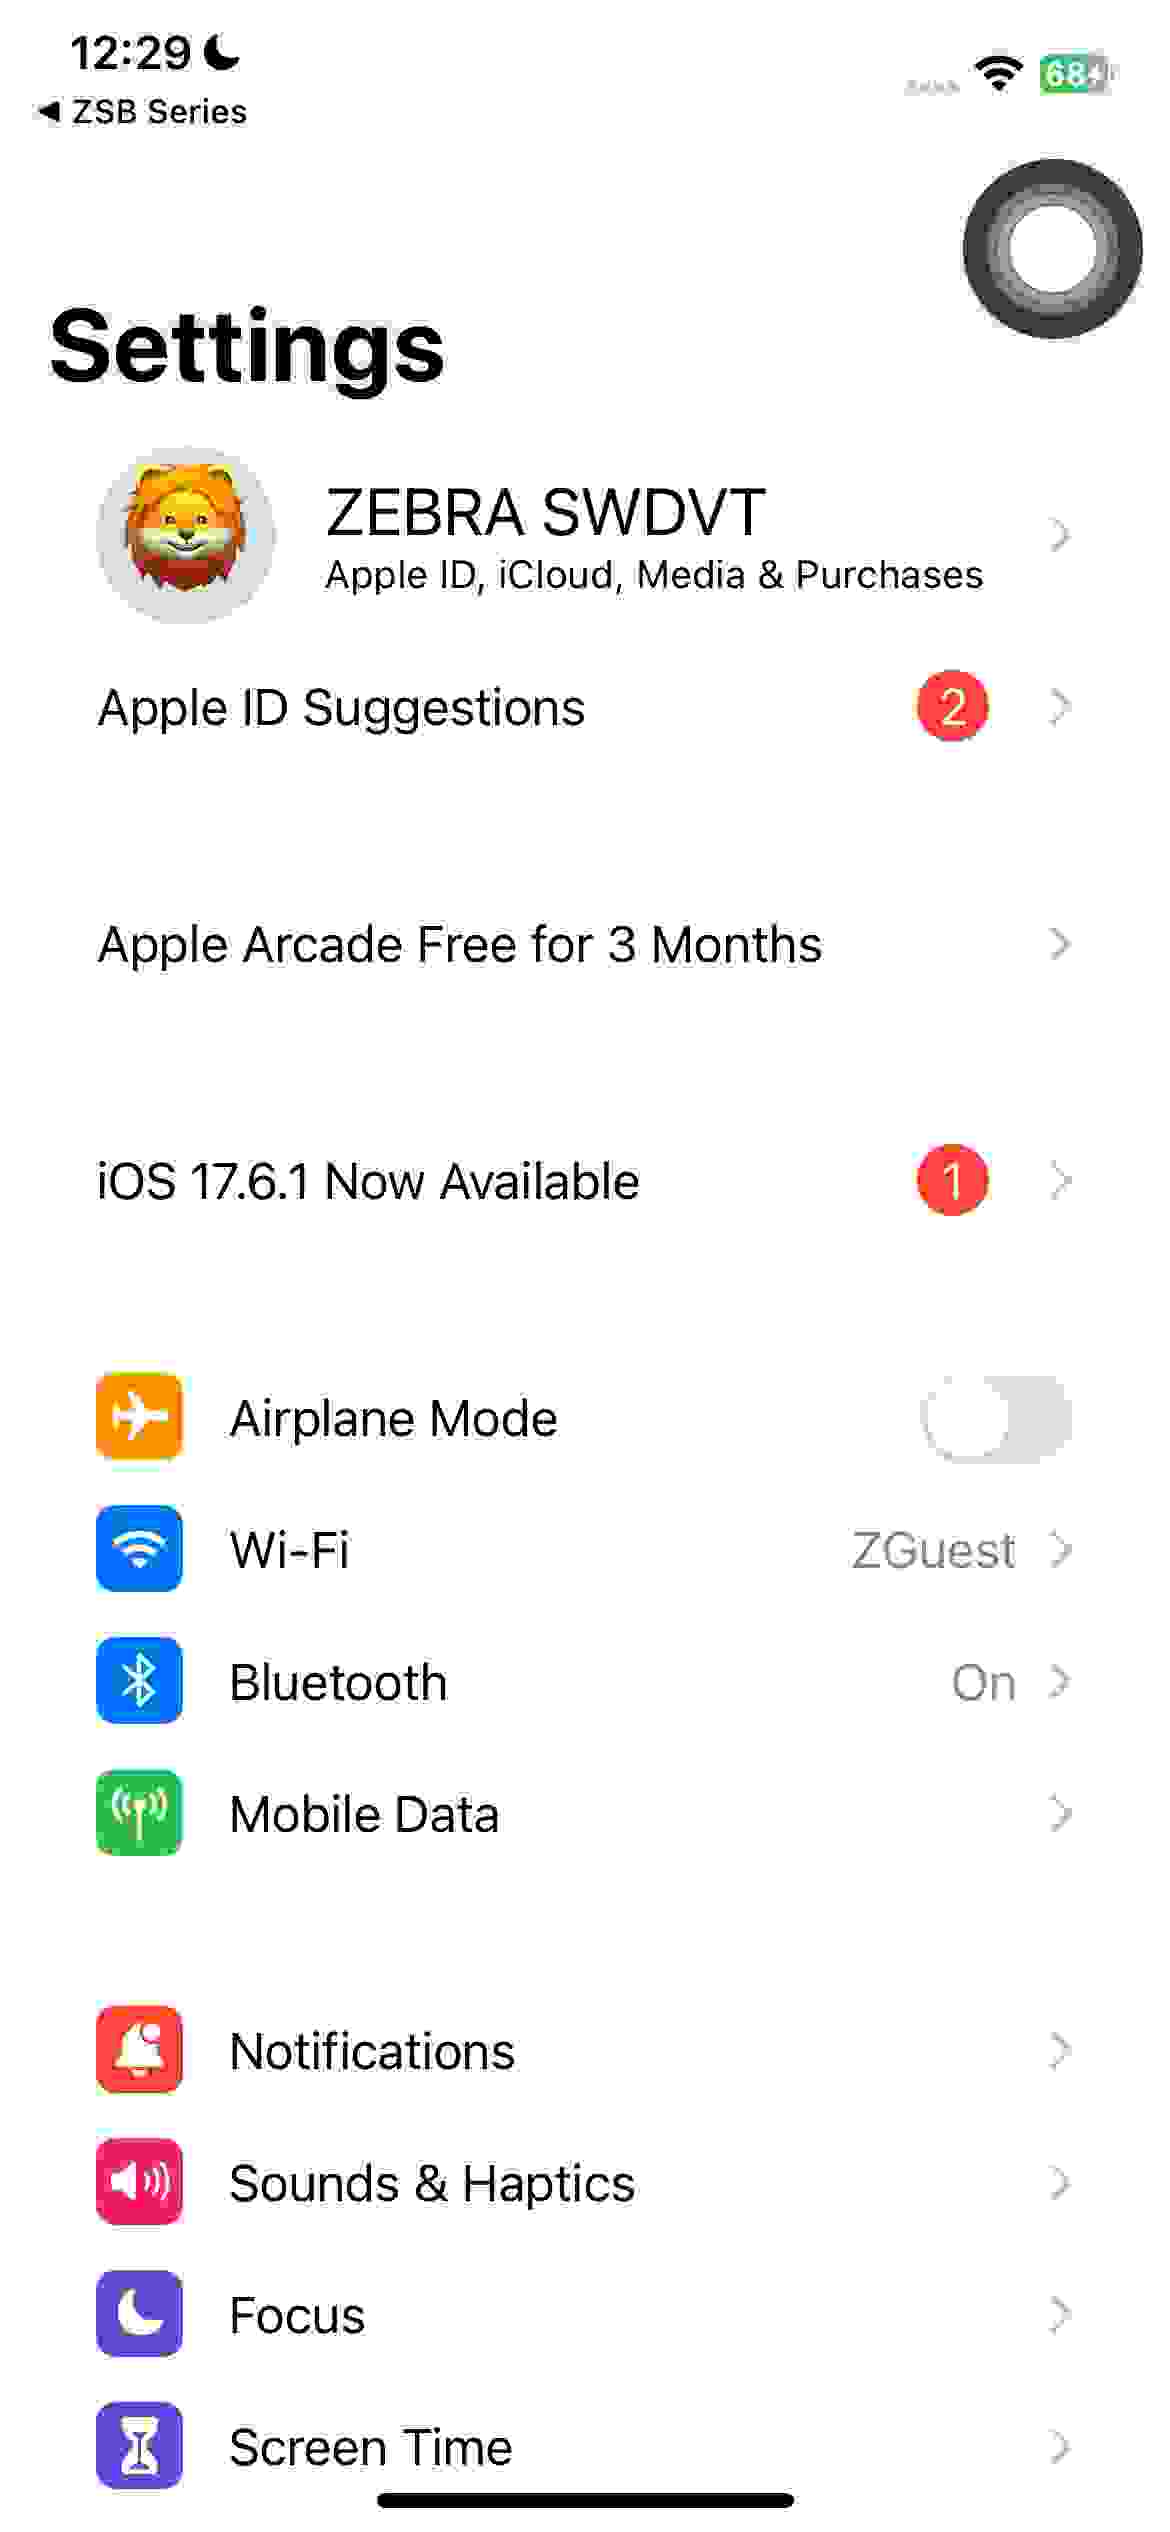 12:29
ZSB Series
68
Settings
ZEBRA SWDVT
Apple ID, iCloud, Media & Purchases
Apple ID Suggestions 2
Apple Arcade Free for 3 Months
iOS 17.6.1 Now Available 1
Airplane Mode
Wi-Fi ZGuest
Bluetooth On
Mobile Data
Notifications
Sounds & Haptics
Focus
Screen Time